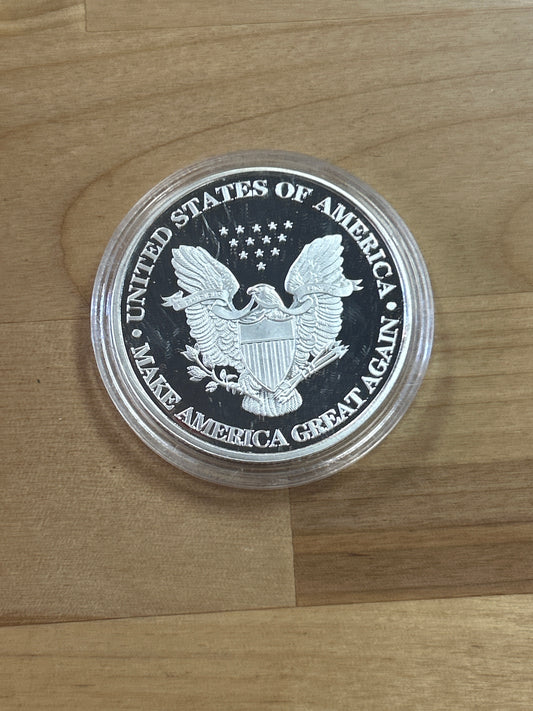 • UNITED STATES OF AMERICA •
MAKE AMERICA GREAT AGAIN